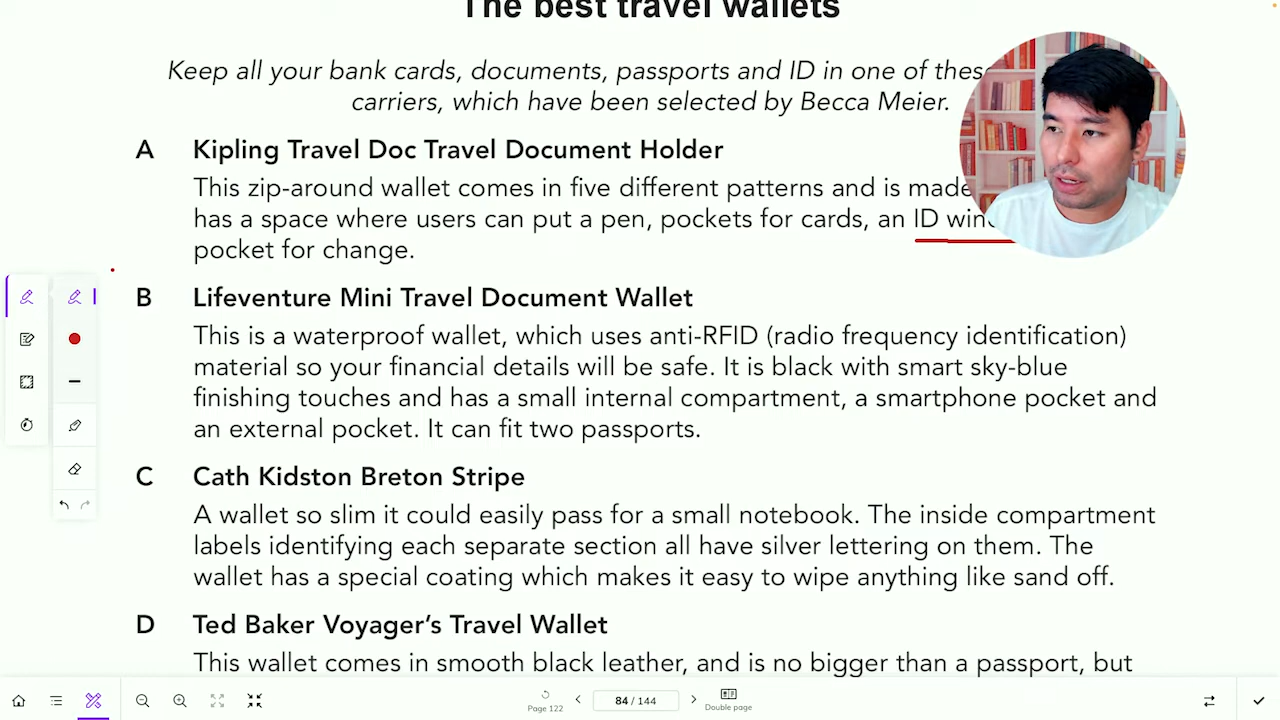 The best travel wallets
Keep all your bank cards, documents, passports and ID in one of these
carriers, which have been selected by Becca Meier.
A Kipling Travel Doc Travel Document Holder
This zip-around wallet comes in five different patterns and is made
has a space where users can put a pen, pockets for cards, an ID
pocket for change.
B Lifeventure Mini Travel Document Wallet
This is a waterproof wallet, which uses anti-RFID (radio frequency identification)
material so your financial details will be safe. It is black with smart sky-blue
finishing touches and has a small internal compartment, a smartphone pocket and
an external pocket. It can fit two passports.
C Cath Kidston Breton Stripe
A wallet so slim it could easily pass for a small notebook. The inside compartment
labels identifying each separate section all have silver lettering on them. The
wallet has a special coating which makes it easy to wipe anything like sand off.
D Ted Baker Voyager's Travel Wallet
This wallet comes in smooth black leather, and is no bigger than a passport, but
Page 122
84 / 144
Double page